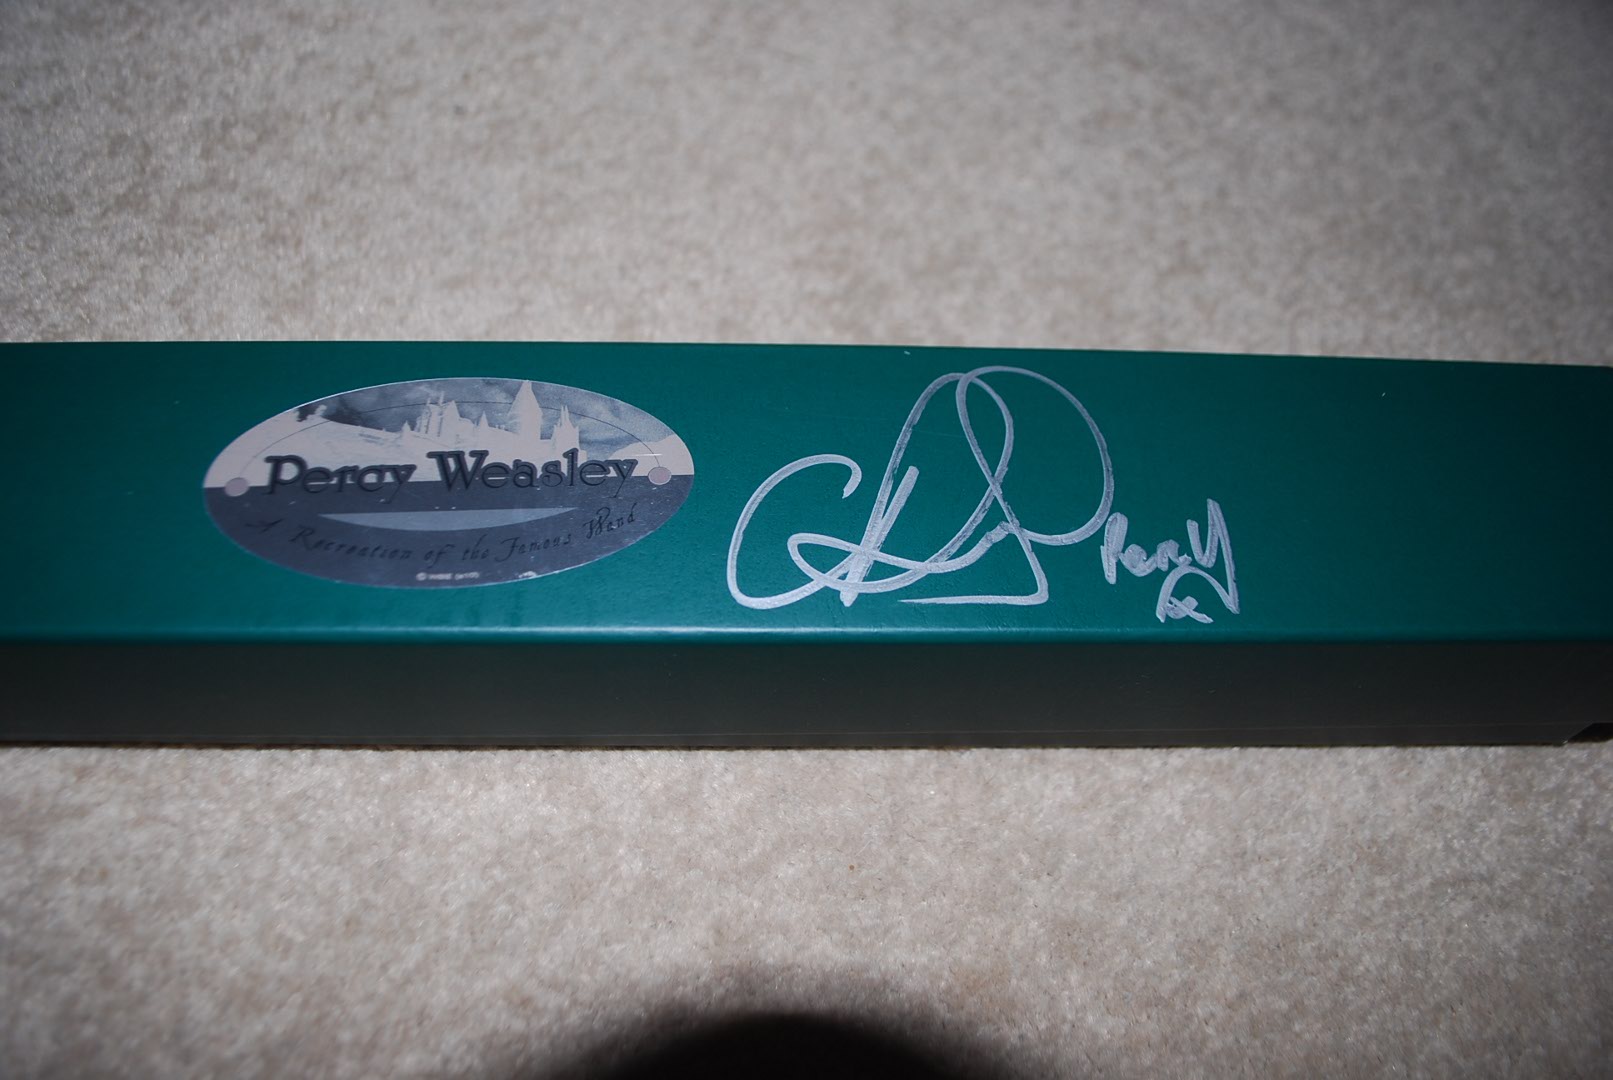 Percy Weasley
A Recreation of the Famous Wand
Percy
x